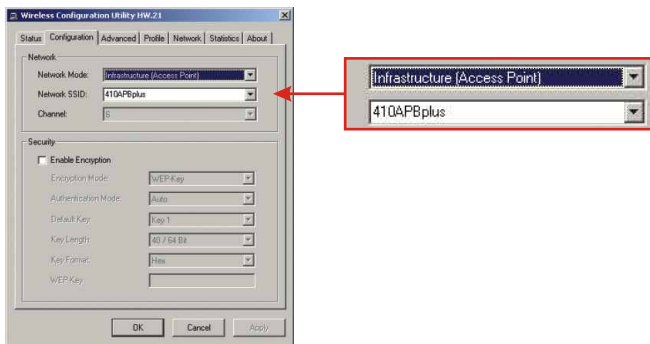 Wireless Configuration Utility HW.21
Status Configuration Advanced Profile Network Statistics About
Network
Network Mode: Infrastructure (Access Point)
Network SSID: 410APBplus
Channel: 6
Security
Enable Encryption
Encryption Mode: WEP Key
Authentication Mode: Auto
Default Key: Key 1
Key Length: 40 / 64 Bit
Key Format: Hex
WEP Key:
OK Cancel Apply
Infrastructure (Access Point)
410APBplus